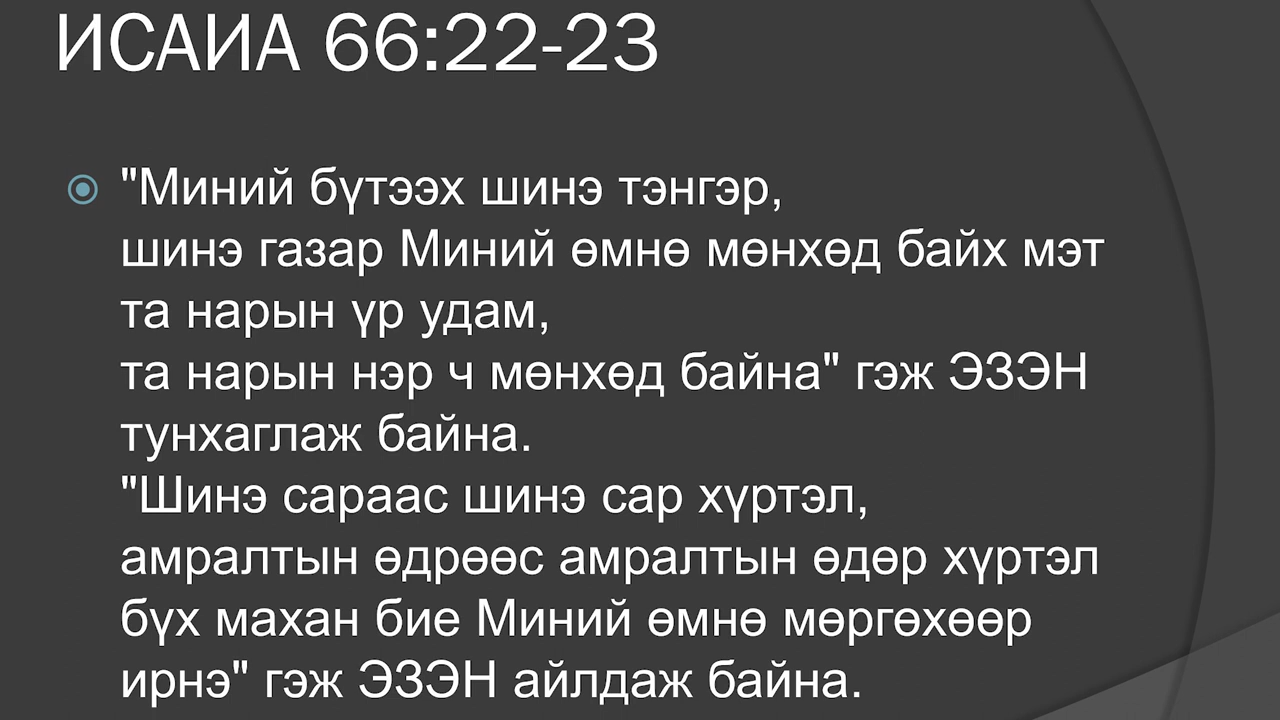 ИСАИА 66:22-23
"Миний бүтээх шинэ тэнгэр,
шинэ газар Миний өмнө мөнхөд байх мэт
та нарын үр удам,
та нарын нэр ч мөнхөд байна" гэж ЭЗЭН
тунхаглаж байна.
"Шинэ сараас шинэ сар хүртэл,
амралтын өдрөөс амралтын өдөр хүртэл
бүх махан бие Миний өмнө мөргөхөөр
ирнэ" гэж ЭЗЭН айлдаж байна.